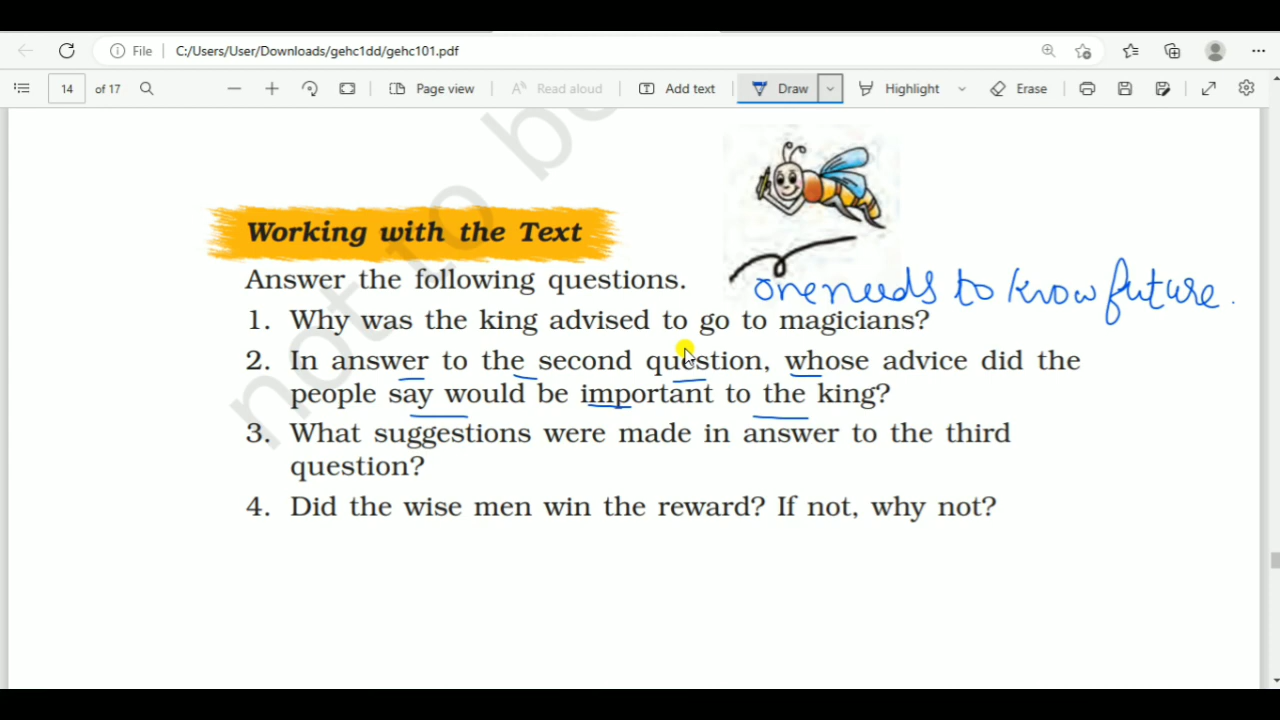 File C:/Users/User/Downloads/gehc1dd/gehc101.pdf
14 of 17 Page view Read aloud Add text Draw Highlight Erase
not to be
Working with the Text
Answer the following questions.
one needs to know future.
1. Why was the king advised to go to magicians?
2. In answer to the second question, whose advice did the
people say would be important to the king?
3. What suggestions were made in answer to the third
question?
4. Did the wise men win the reward? If not, why not?